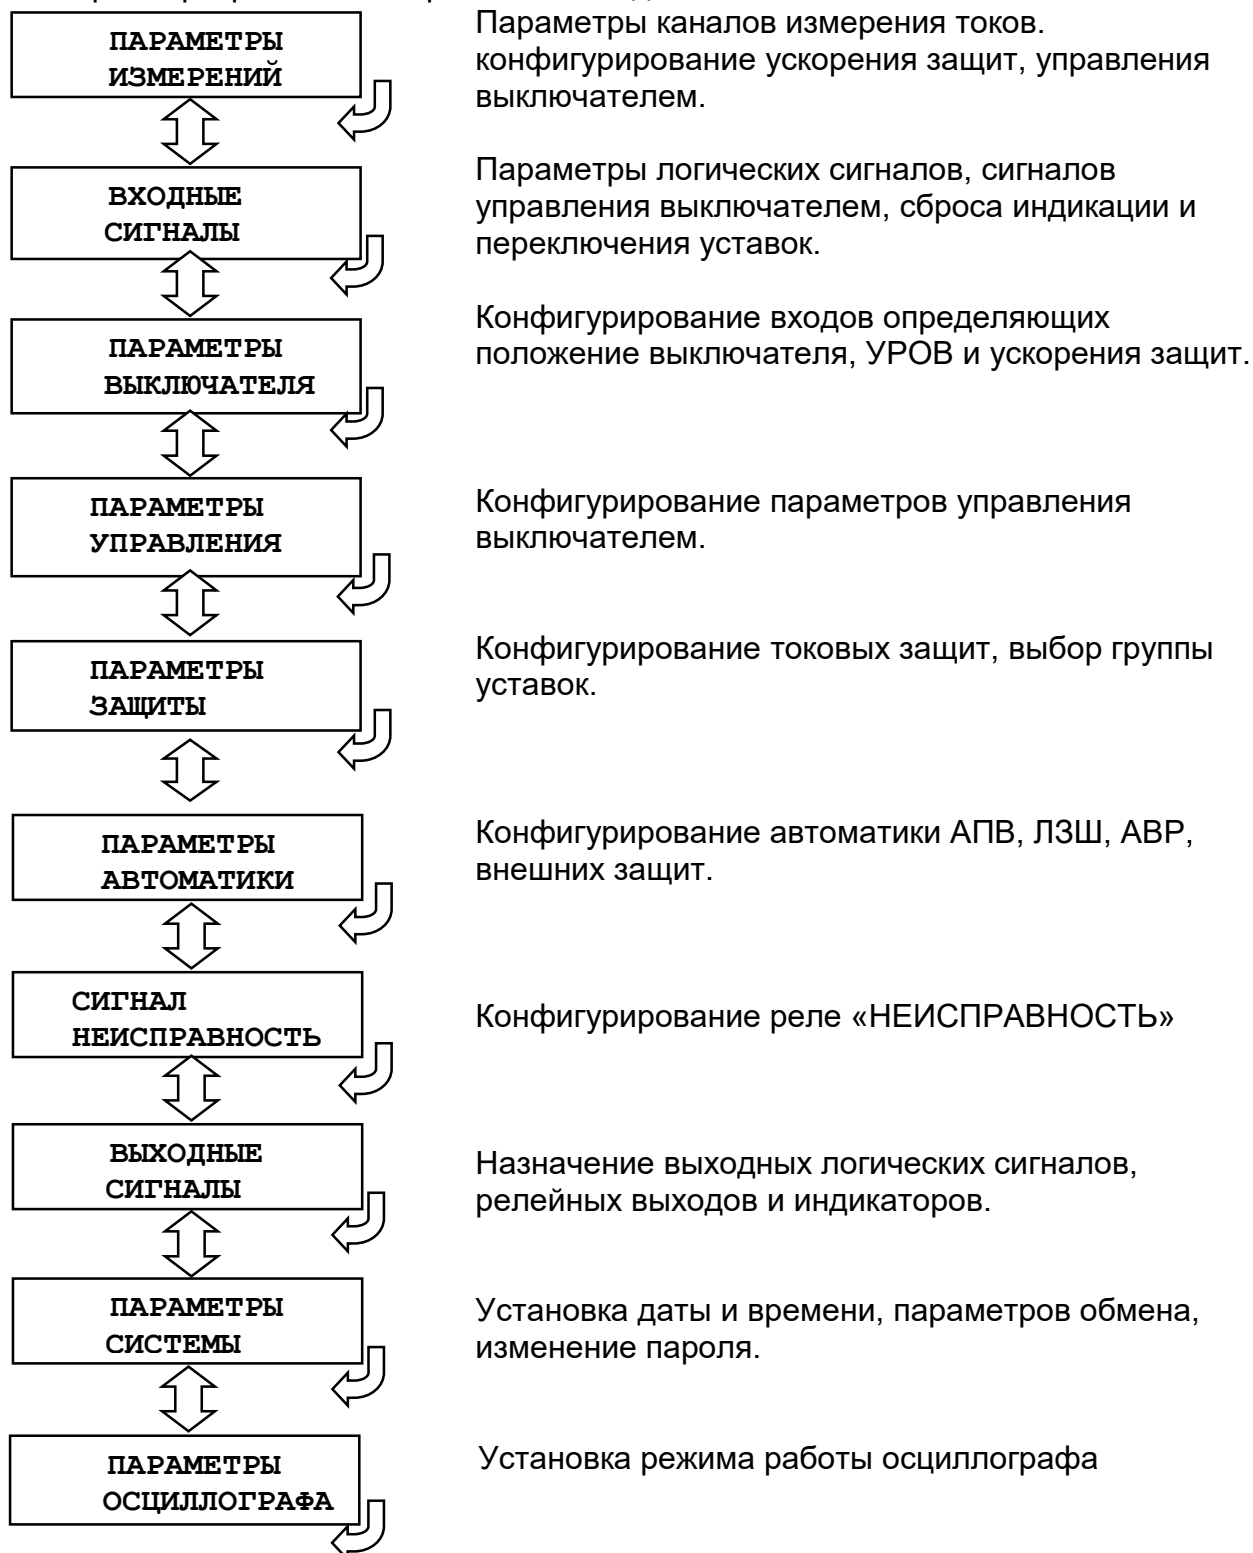 ПАРАМЕТРЫ
ИЗМЕРЕНИЙ
Параметры каналов измерения токов.
конфигурирование ускорения защит, управления
выключателем.
ВХОДНЫЕ
СИГНАЛЫ
Параметры логических сигналов, сигналов
управления выключателем, сброса индикации и
переключения уставок.
ПАРАМЕТРЫ
ВЫКЛЮЧАТЕЛЯ
Конфигурирование входов определяющих
положение выключателя, УРОВ и ускорения защит.
ПАРАМЕТРЫ
УПРАВЛЕНИЯ
Конфигурирование параметров управления
выключателем.
ПАРАМЕТРЫ
ЗАЩИТЫ
Конфигурирование токовых защит, выбор группы
уставок.
ПАРАМЕТРЫ
АВТОМАТИКИ
Конфигурирование автоматики АПВ, ЛЗШ, АВР,
внешних защит.
СИГНАЛ
НЕИСПРАВНОСТЬ
Конфигурирование реле «НЕИСПРАВНОСТЬ»
ВЫХОДНЫЕ
СИГНАЛЫ
Назначение выходных логических сигналов,
релейных выходов и индикаторов.
ПАРАМЕТРЫ
СИСТЕМЫ
Установка даты и времени, параметров обмена,
изменение пароля.
ПАРАМЕТРЫ
ОСЦИЛЛОГРАФА
Установка режима работы осциллографа